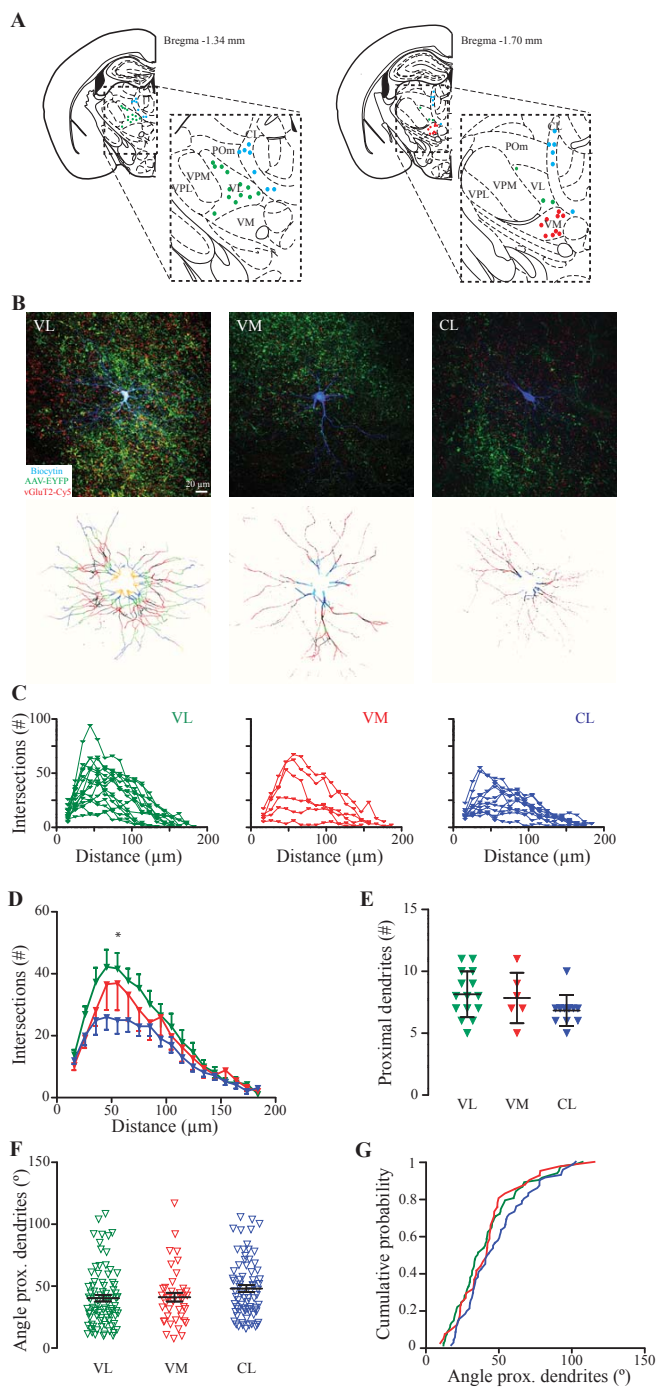 A
Bregma -1.34 mm
Bregma -1.70 mm
CL
POm
VPM
VPL
VL
VM
CL
POm
VPM
VPL
VL
VM
B
VL
VM
CL
Biocytin
AAV-EYFP
vGluT2-Cy5
20 µm
C
VL
VM
CL
Intersections (#)
100
50
0
0 100 200
0 100 200
0 100 200
Distance (µm)
Distance (µm)
Distance (µm)
D
Intersections (#)
60
40
20
0
*
0 50 100 150 200
Distance (µm)
E
Proximal dendrites (#)
15
10
5
0
VL VM CL
F
Angle prox. dendrites (º)
150
100
50
0
VL VM CL
G
Cumulative probability
1
0.8
0.6
0.4
0.2
0
0 50 100 150
Angle prox. dendrites (º)